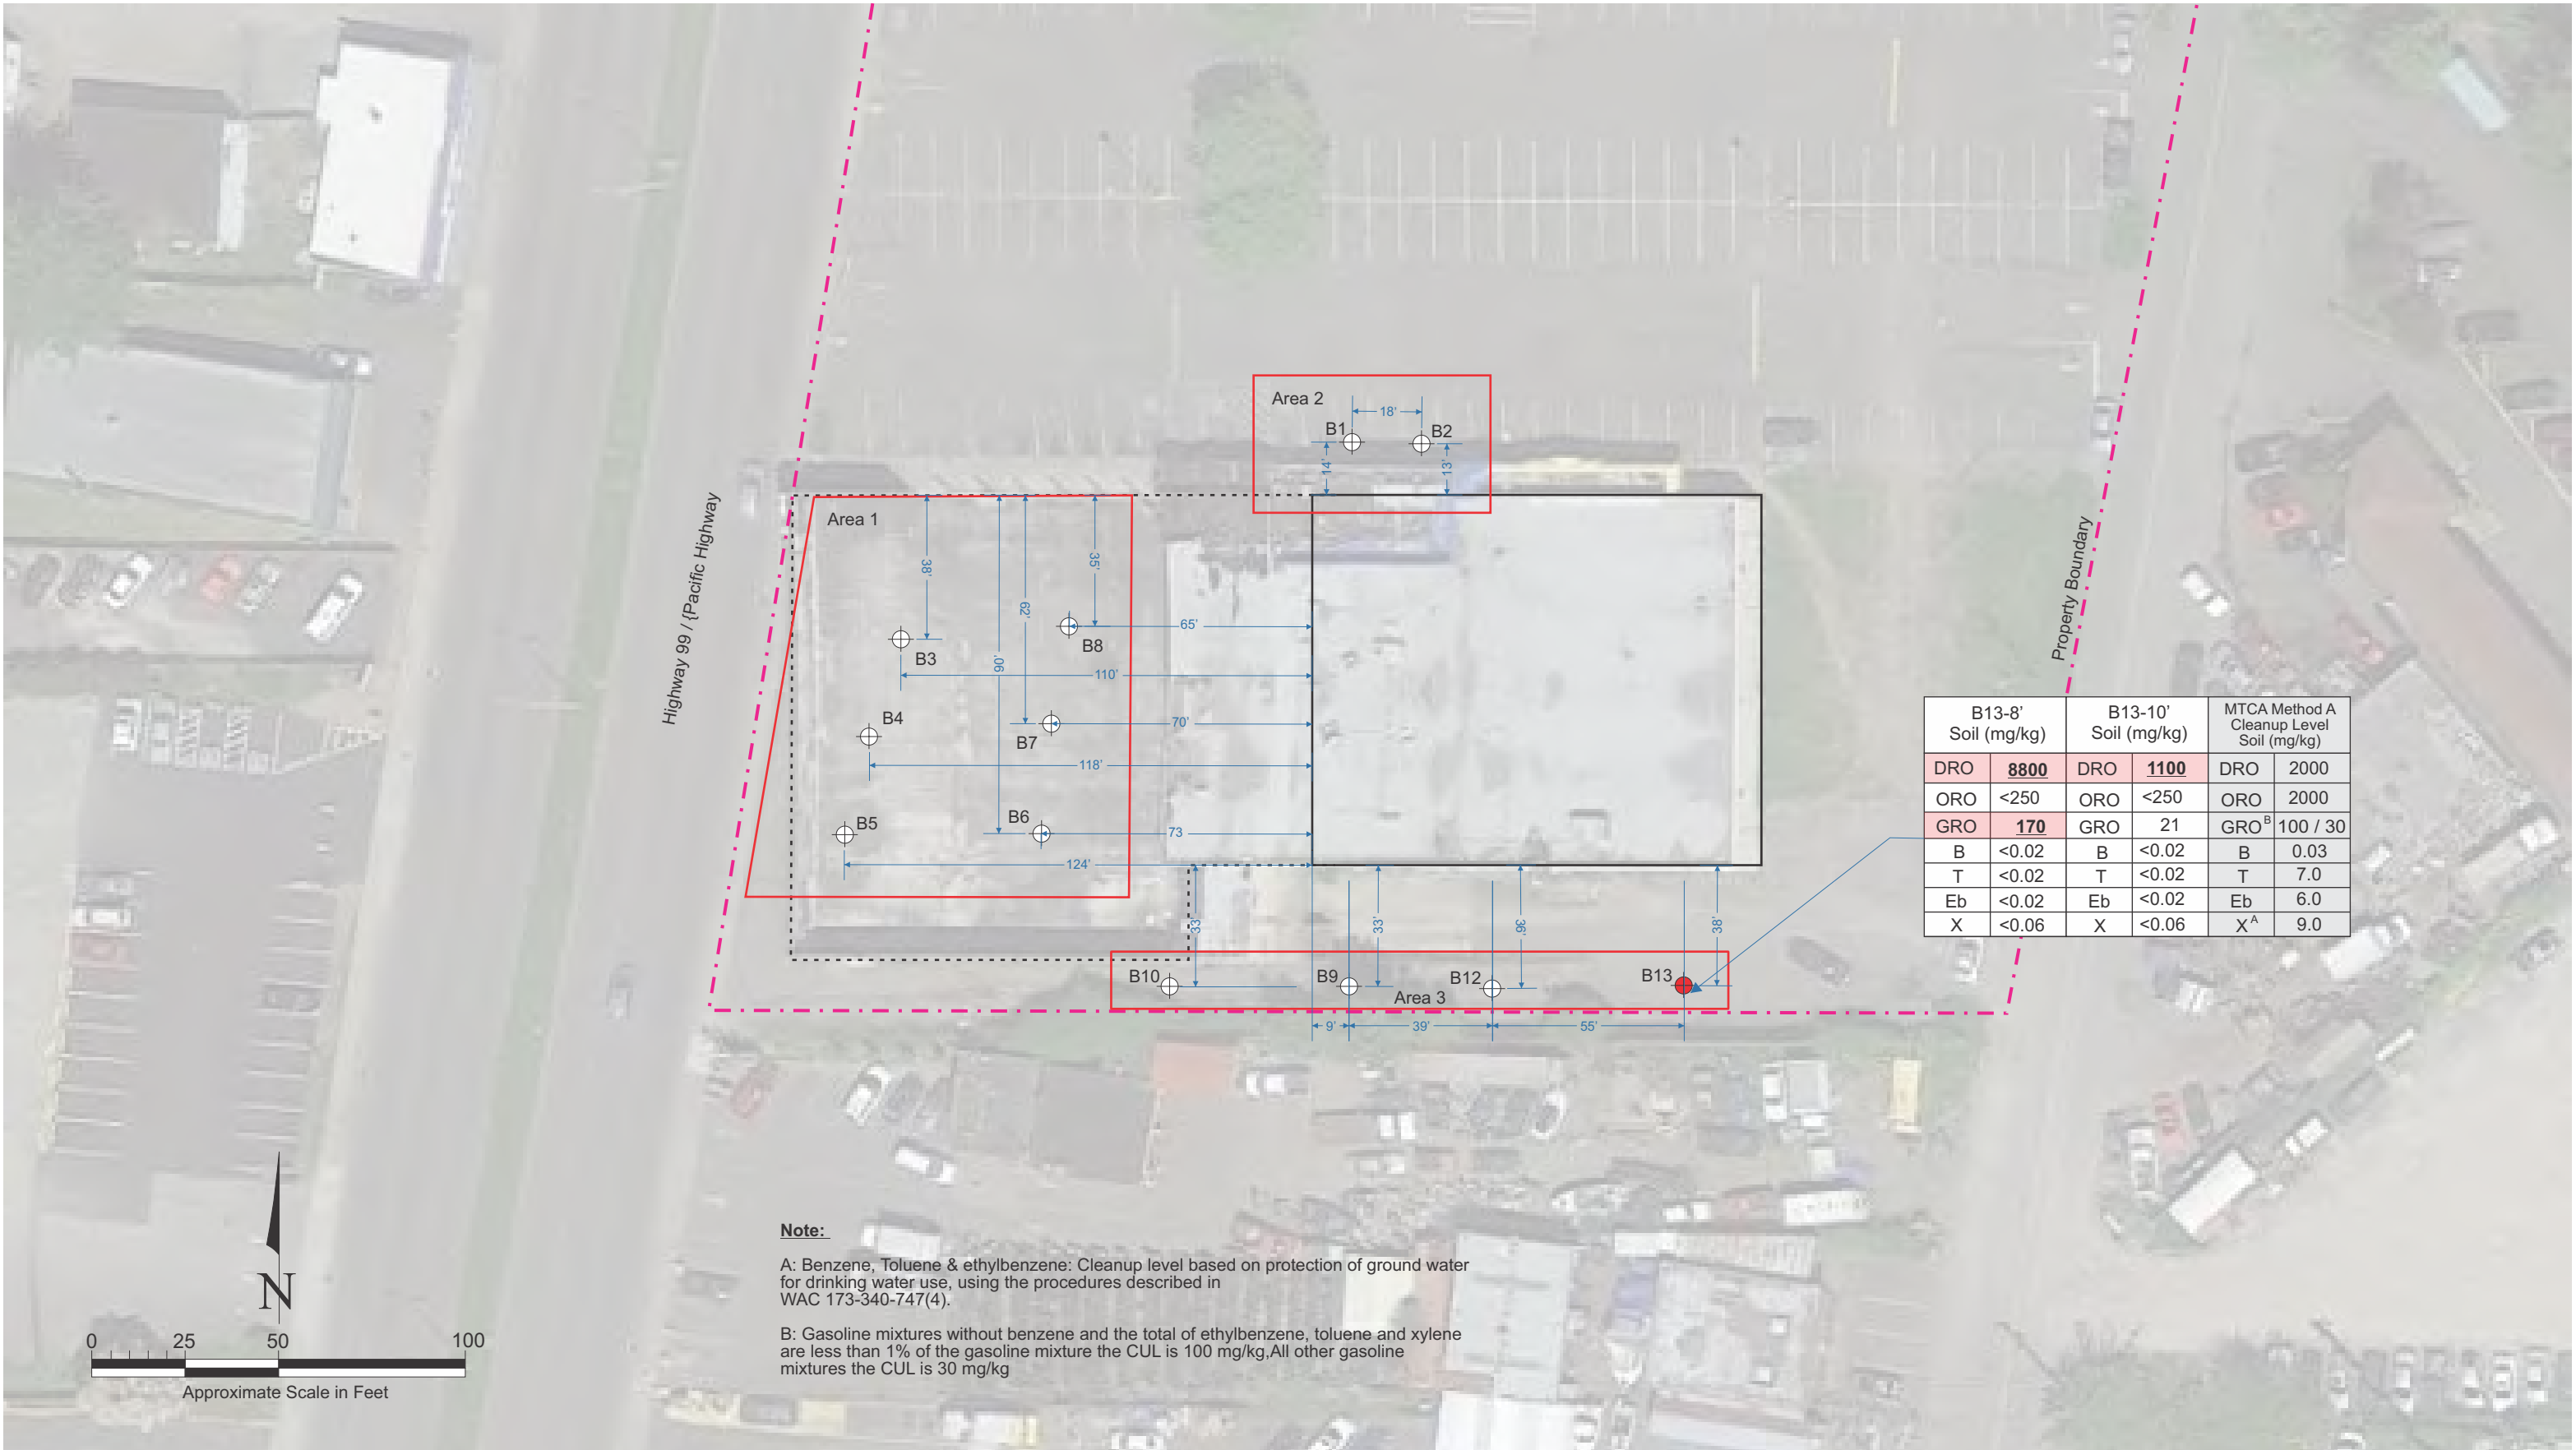 Area 2
18'
B1
B2
14'
13'
Area 1
38'
90'
62'
35'
B3
B8
65'
110'
B4
B7
70'
118'
B5
B6
73
124'
33'
33'
36'
38'
B10
B9
B12
B13
Area 3
9'
39'
55'
Highway 99 / {Pacific Highway
Property Boundary
B13-8' B13-10' MTCA Method A
Soil (mg/kg) Soil (mg/kg) Cleanup Level
Soil (mg/kg)
DRO 8800 DRO 1100 DRO 2000
ORO <250 ORO <250 ORO 2000
GRO 170 GRO 21 GRO B 100 / 30
B <0.02 B <0.02 B 0.03
T <0.02 T <0.02 T 7.0
Eb <0.02 Eb <0.02 Eb 6.0
X <0.06 X <0.06 X A 9.0
Note:
A: Benzene, Toluene & ethylbenzene: Cleanup level based on protection of ground water
for drinking water use, using the procedures described in
WAC 173-340-747(4).
B: Gasoline mixtures without benzene and the total of ethylbenzene, toluene and xylene
are less than 1% of the gasoline mixture the CUL is 100 mg/kg,All other gasoline
mixtures the CUL is 30 mg/kg
N
0 25 50 100
Approximate Scale in Feet